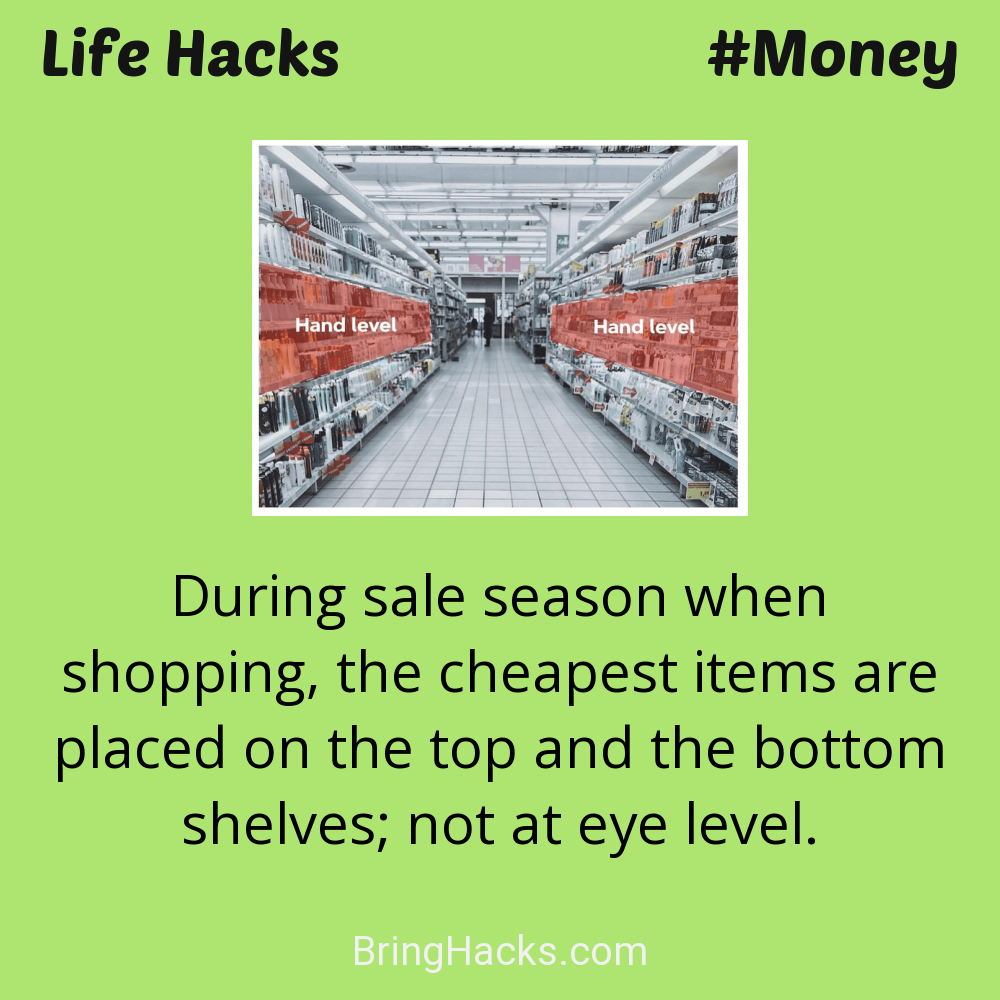 Life Hacks
#Money
Hand level
Hand level
During sale season when
shopping, the cheapest items are
placed on the top and the bottom
shelves; not at eye level.
BringHacks.com